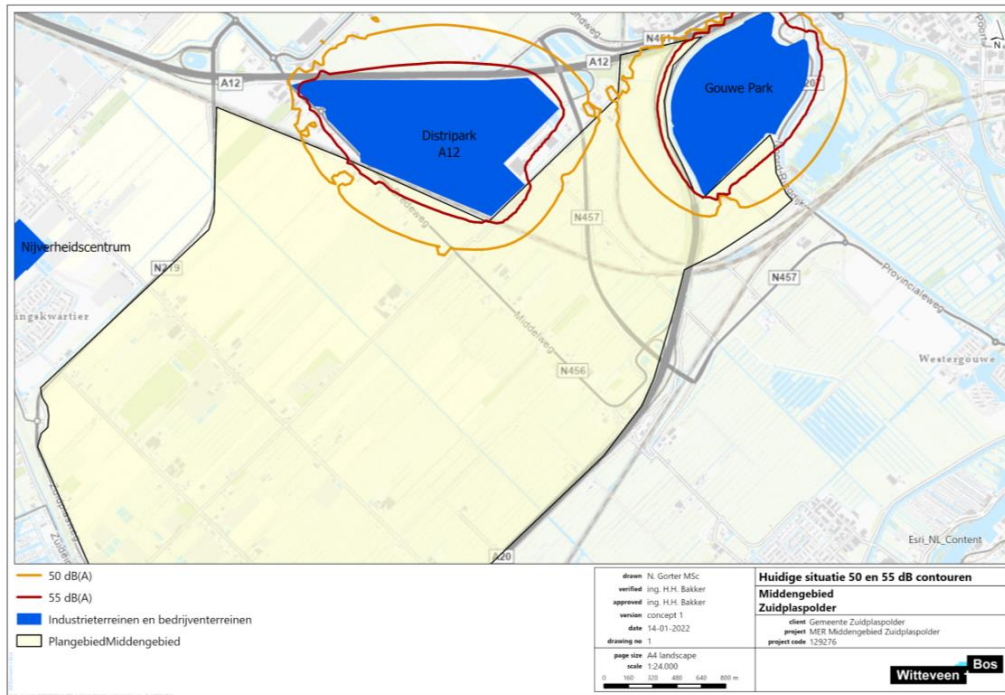 N451
A12
A12
Gouwe Park
Distripark
A12
N457
Nijverheidscentrum
N219
N457
Provincialeweg
ingskwartier
Middelweg
N456
Westergouwe
Zuidplasweg
A20
Esri_NL_Content
50 dB(A)
55 dB(A)
Industrieterreinen en bedrijventerreinen
PlangebiedMiddengebied
drawn N. Gorter MSc
verified ing. H.H. Bakker
approved ing. H.H. Bakker
version concept 1
date 14-01-2022
drawing no 1
page size A4 landscape
scale 1:24.000
0 160 320 480 640 800 m
Huidige situatie 50 en 55 dB contouren
Middengebied
Zuidplaspolder
client Gemeente Zuidplaspolder
project MER Middengebied Zuidplaspolder
project code 129276
Witteveen + Bos